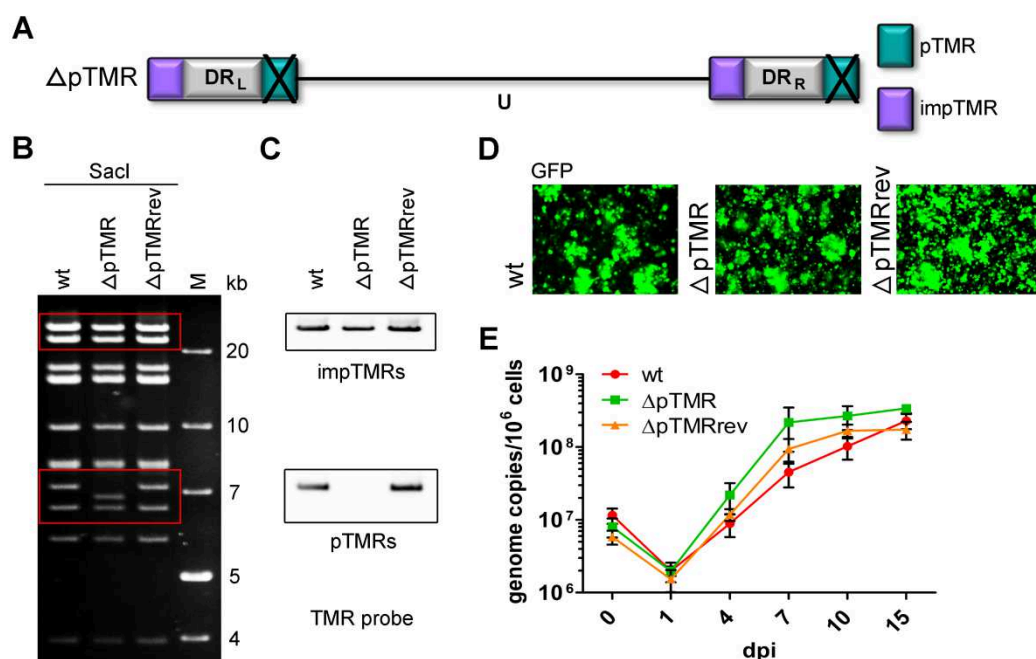 A
ΔpTMR
DR L
U
DR R
pTMR
impTMR
B
SacI
wt
ΔpTMR
ΔpTMRrev
M
kb
20
10
7
5
4
C
wt
ΔpTMR
ΔpTMRrev
impTMRs
pTMRs
TMR probe
D
GFP
wt
ΔpTMR
ΔpTMRrev
E
wt
ΔpTMR
ΔpTMRrev
genome copies/10⁶ cells
10⁹
10⁸
10⁷
10⁶
0 1 4 7 10 15
dpi